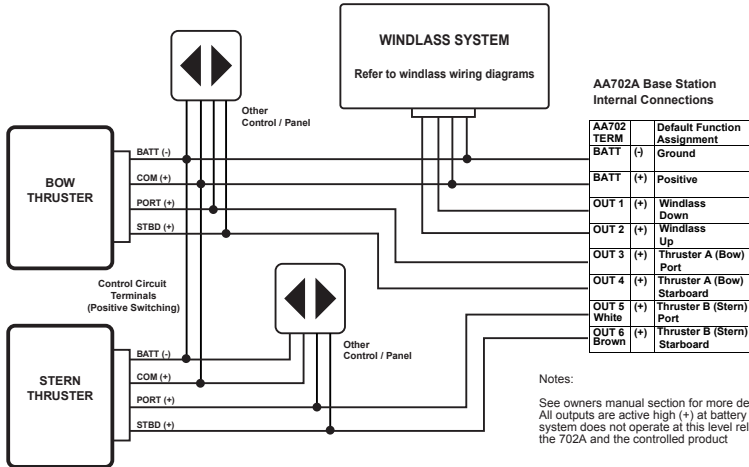 WINDLASS SYSTEM
Refer to windlass wiring diagrams
Other
Control / Panel
AA702A Base Station
Internal Connections
AA702
TERM
Default Function
Assignment
BATT (-) Ground
BATT (+) Positive
OUT 1 (+) Windlass
Down
OUT 2 (+) Windlass
Up
OUT 3 (+) Thruster A (Bow)
Port
OUT 4 (+) Thruster A (Bow)
Starboard
OUT 5 (+) Thruster B (Stern)
White Port
OUT 6 (+) Thruster B (Stern)
Brown Starboard
BOW
THRUSTER
BATT (-)
COM (+)
PORT (+)
STBD (+)
Control Circuit
Terminals
(Positive Switching)
Other
Control / Panel
STERN
THRUSTER
BATT (-)
COM (+)
PORT (+)
STBD (+)
Notes:
See owners manual section for more de
All outputs are active high (+) at battery
system does not operate at this level rel
the 702A and the controlled product